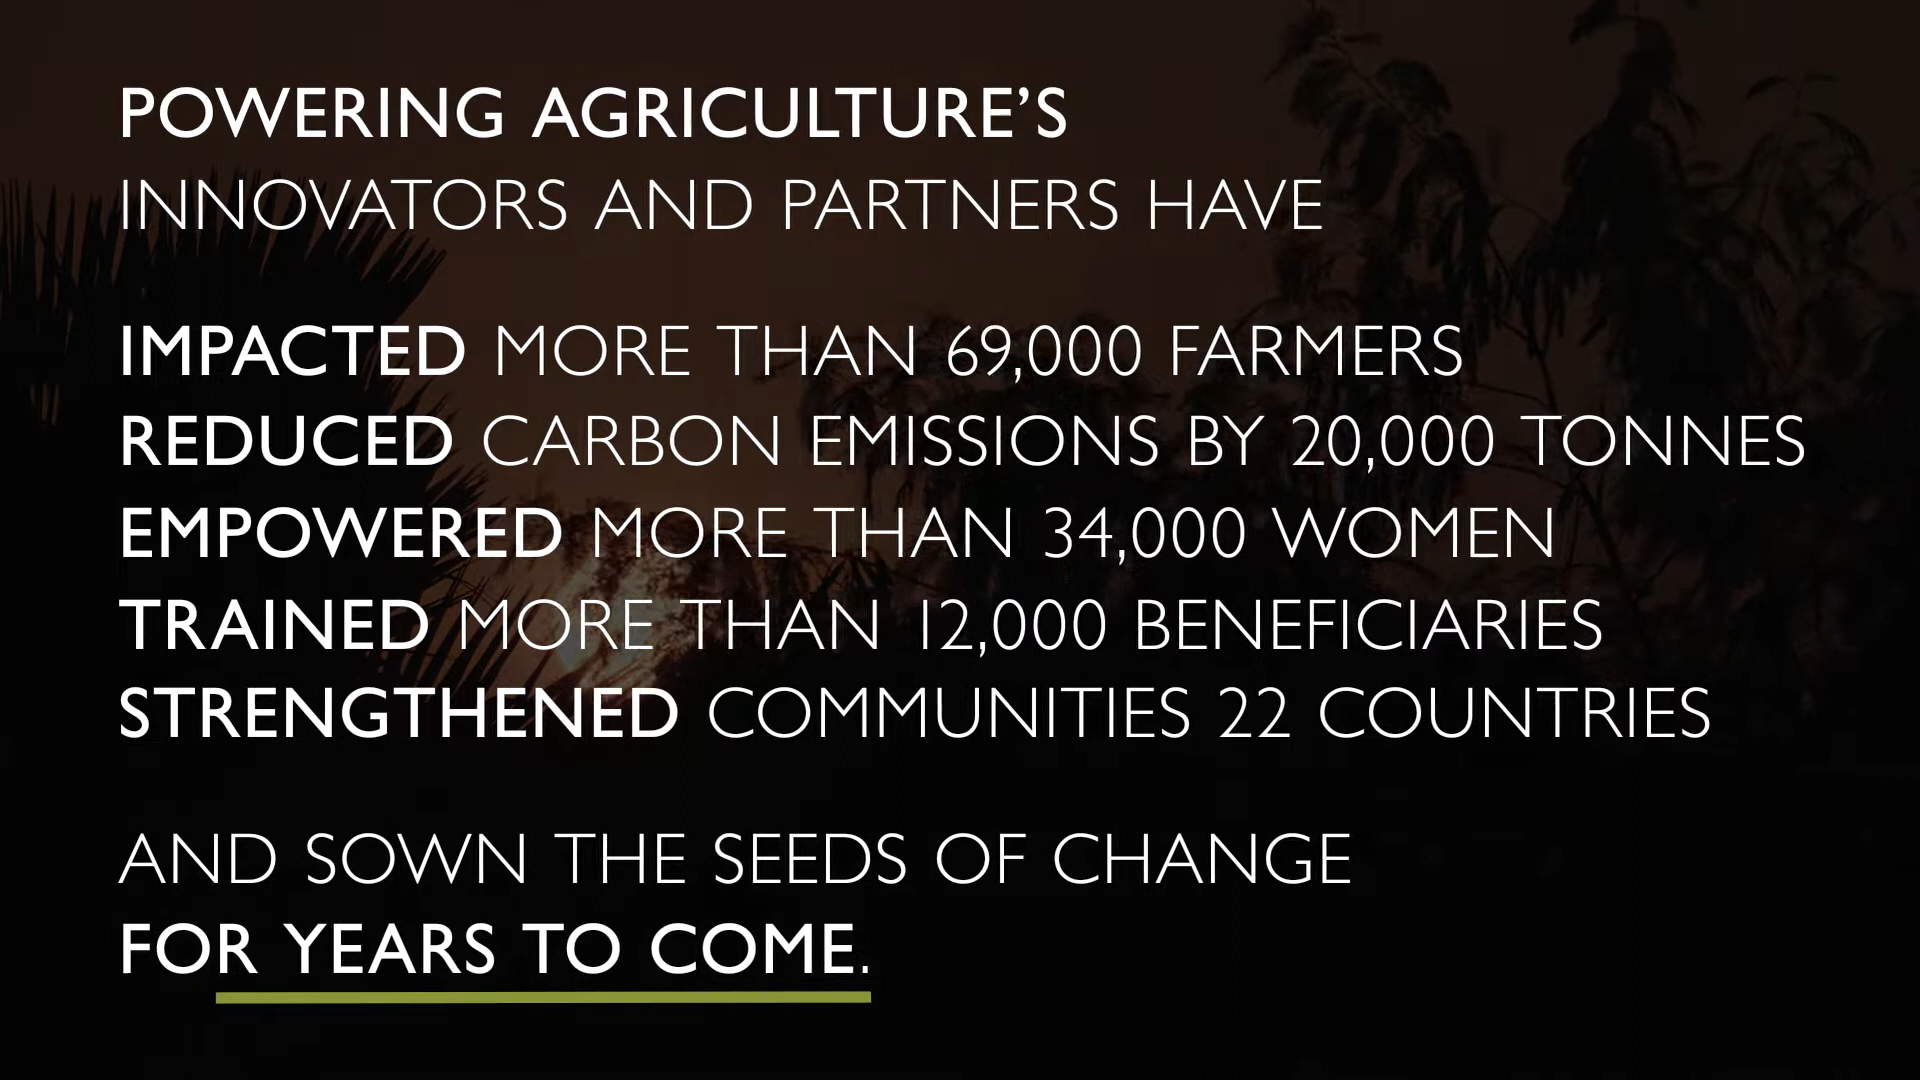 POWERING AGRICULTURE’S
INNOVATORS AND PARTNERS HAVE
IMPACTED MORE THAN 69,000 FARMERS
REDUCED CARBON EMISSIONS BY 20,000 TONNES
EMPOWERED MORE THAN 34,000 WOMEN
TRAINED MORE THAN 12,000 BENEFICIARIES
STRENGTHENED COMMUNITIES 22 COUNTRIES
AND SOWN THE SEEDS OF CHANGE
FOR YEARS TO COME.